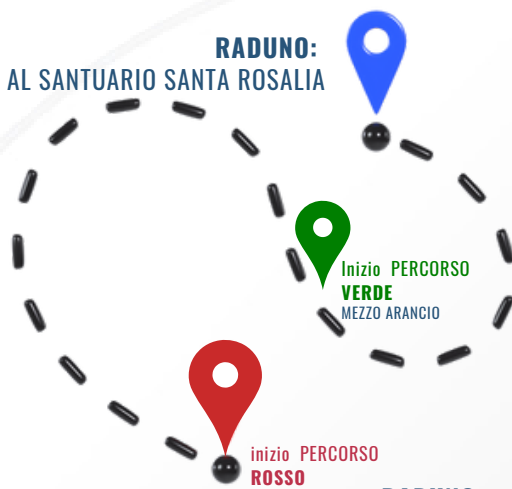 RADUNO:
AL SANTUARIO SANTA ROSALIA
Inizio PERCORSO
VERDE
MEZZO ARANCIO
inizio PERCORSO
ROSSO